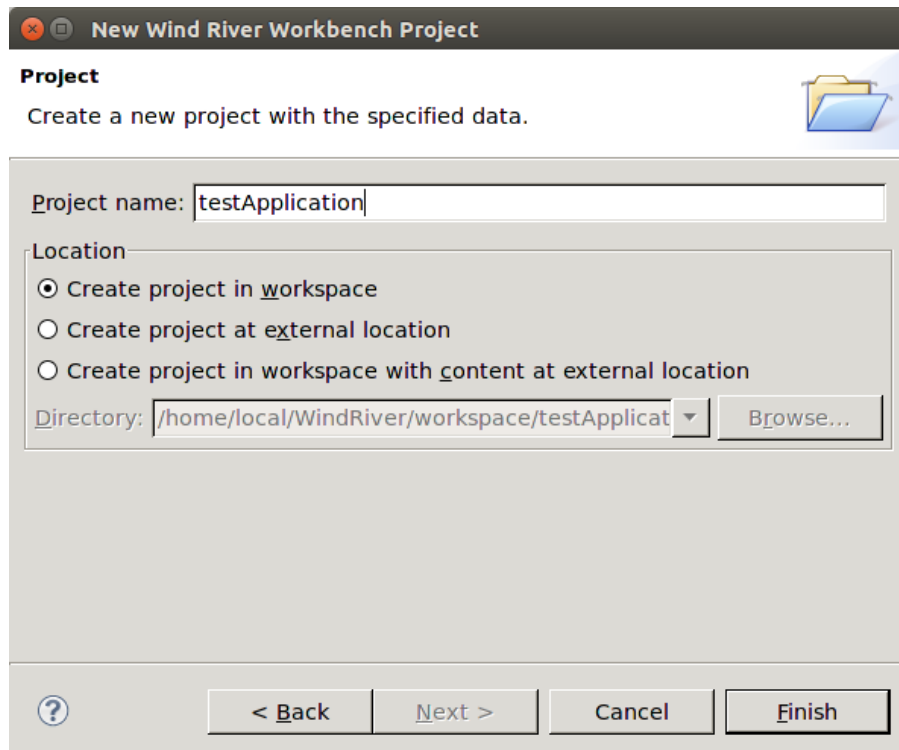 New Wind River Workbench Project
Project
Create a new project with the specified data.
Project name: testApplication
Location
Create project in workspace
Create project at external location
Create project in workspace with content at external location
Directory: /home/local/WindRiver/workspace/testApplicat Browse...
? < Back Next > Cancel Finish